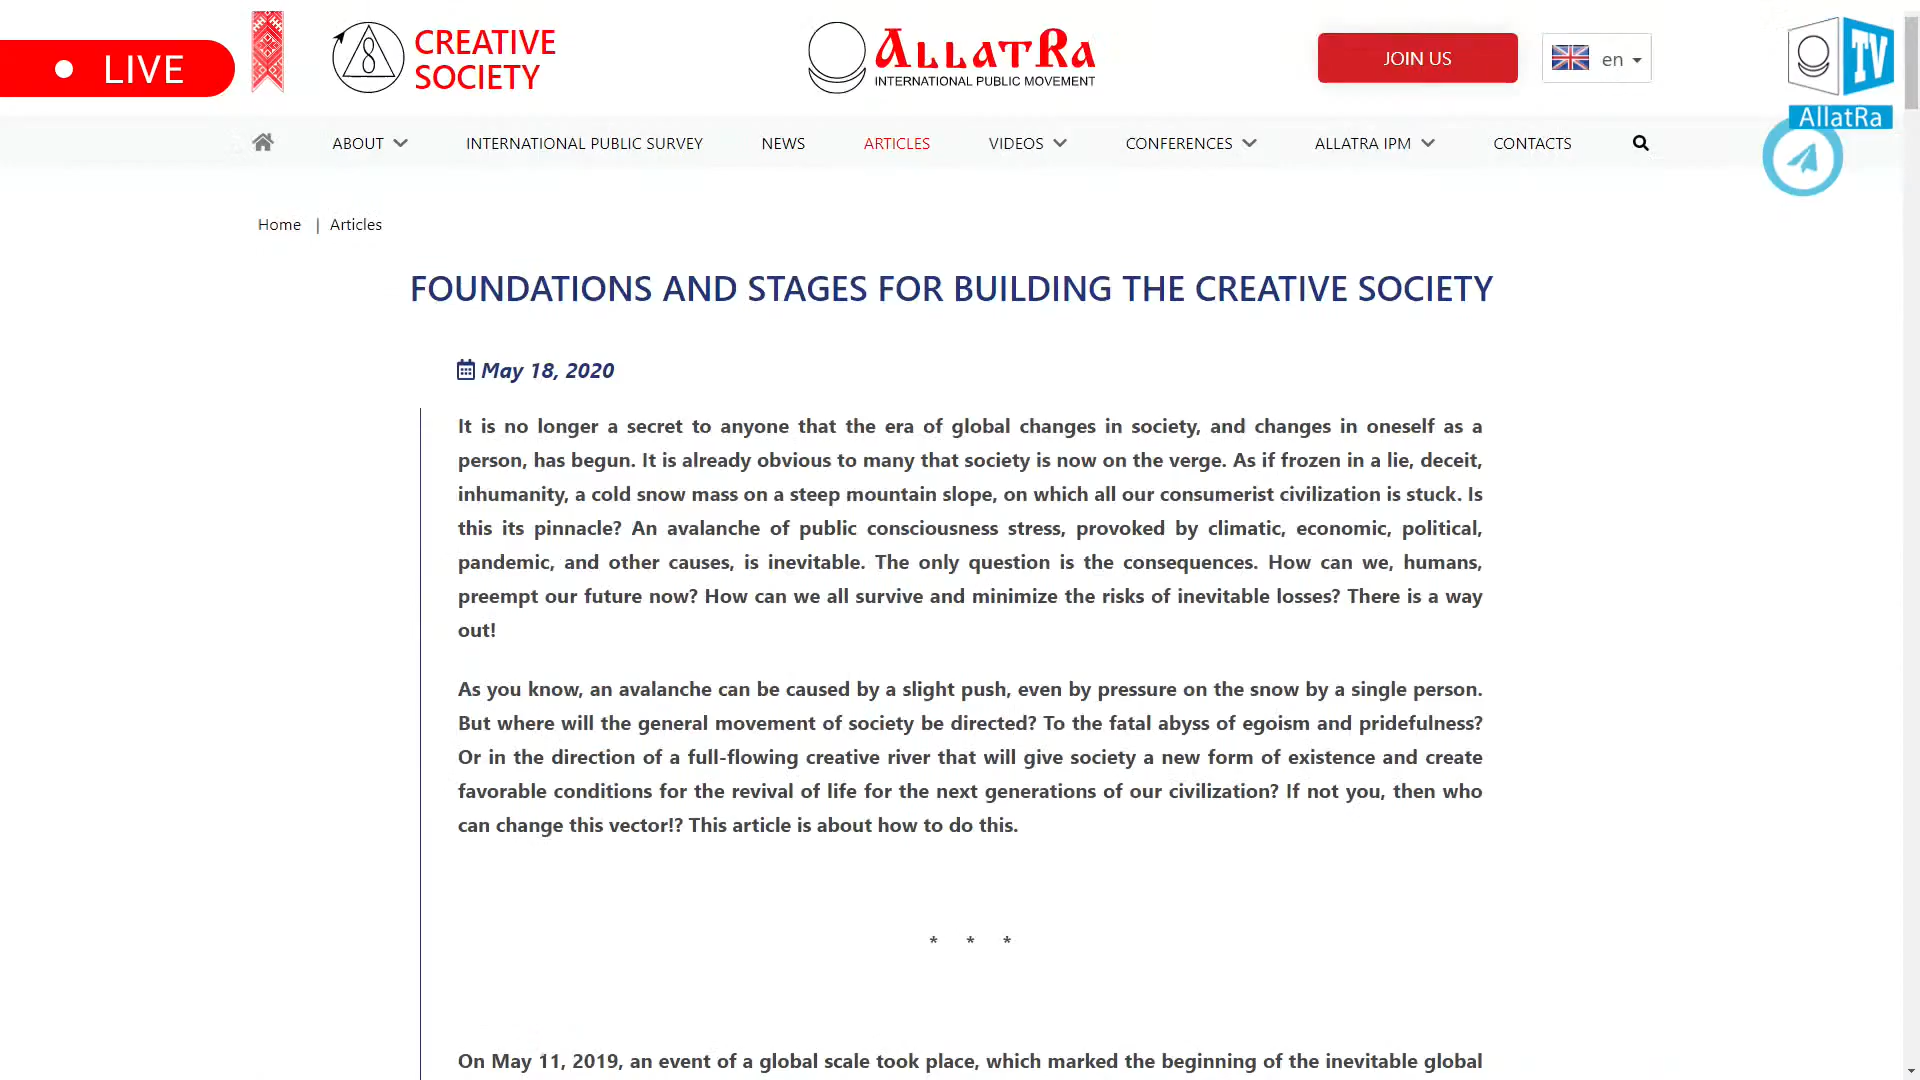 LIVE
CREATIVE
SOCIETY
ALLATRA
INTERNATIONAL PUBLIC MOVEMENT
JOIN US
en
TV
AllatRa
ABOUT
INTERNATIONAL PUBLIC SURVEY
NEWS
ARTICLES
VIDEOS
CONFERENCES
ALLATRA IPM
CONTACTS
Home | Articles
FOUNDATIONS AND STAGES FOR BUILDING THE CREATIVE SOCIETY
May 18, 2020
It is no longer a secret to anyone that the era of global changes in society, and changes in oneself as a
person, has begun. It is already obvious to many that society is now on the verge. As if frozen in a lie, deceit,
inhumanity, a cold snow mass on a steep mountain slope, on which all our consumerist civilization is stuck. Is
this its pinnacle? An avalanche of public consciousness stress, provoked by climatic, economic, political,
pandemic, and other causes, is inevitable. The only question is the consequences. How can we, humans,
preempt our future now? How can we all survive and minimize the risks of inevitable losses? There is a way
out!
As you know, an avalanche can be caused by a slight push, even by pressure on the snow by a single person.
But where will the general movement of society be directed? To the fatal abyss of egoism and pridefulness?
Or in the direction of a full-flowing creative river that will give society a new form of existence and create
favorable conditions for the revival of life for the next generations of our civilization? If not you, then who
can change this vector!? This article is about how to do this.
* * *
On May 11, 2019, an event of a global scale took place, which marked the beginning of the inevitable global